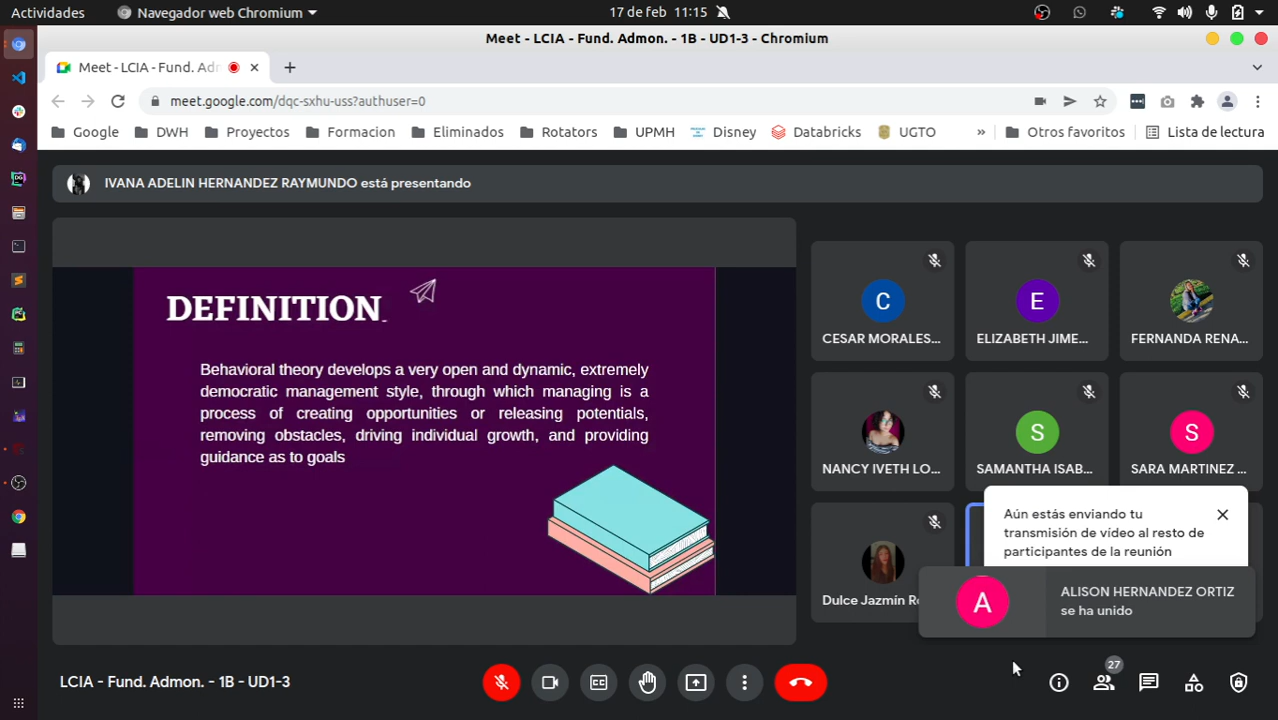 Actividades
Navegador web Chromium
17 de feb 11:15
Meet - LCIA - Fund. Admon. - 1B - UD1-3 - Chromium
Meet - LCIA - Fund. Adm
meet.google.com/dqc-sxhu-uss?authuser=0
Google
DWH
Proyectos
Formacion
Eliminados
Rotators
UPMH
Disney
Databricks
UGTO
»
Otros favoritos
Lista de lectura
IVANA ADELIN HERNANDEZ RAYMUNDO está presentando
DEFINITION
Behavioral theory develops a very open and dynamic, extremely
democratic management style, through which managing is a
process of creating opportunities or releasing potentials,
removing obstacles, driving individual growth, and providing
guidance as to goals
C
CESAR MORALES...
E
ELIZABETH JIME...
FERNANDA RENA...
NANCY IVETH LO...
S
SAMANTHA ISAB...
S
SARA MARTINEZ ...
Dulce Jazmín Ro
Aún estás enviando tu
transmisión de vídeo al resto de
participantes de la reunión
A
ALISON HERNANDEZ ORTIZ
se ha unido
LCIA - Fund. Admon. - 1B - UD1-3
CC
27